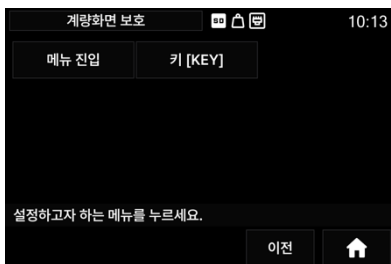 계량화면 보호 SD 10:13
메뉴 진입 키 [KEY]
설정하고자 하는 메뉴를 누르세요.
이전